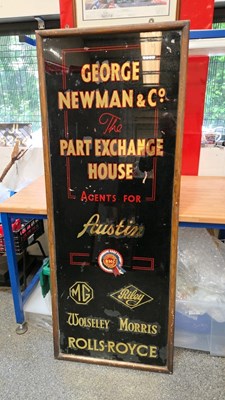 GEORGE
NEWMAN & Cº
The
PART EXCHANGE
HOUSE
AGENTS FOR
Austin
MG
Riley
WOLSELEY MORRIS
ROLLS-ROYCE